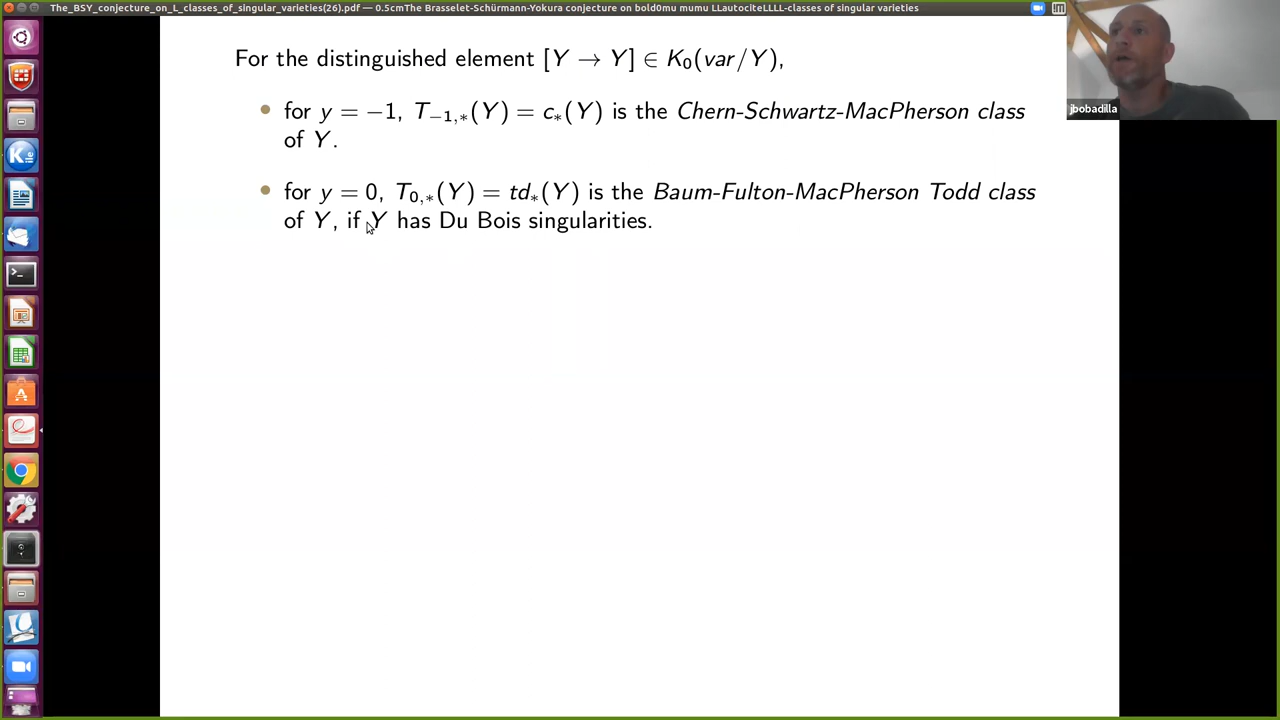 The_BSY_conjecture_on_L_classes_of_singular_varieties(26).pdf — 0.5cmThe Brasselet-Schürmann-Yokura conjecture on bold0mu mumu LLautociteLLLL-classes of singular varieties
jbobadilla
For the distinguished element [Y → Y] ∈ K₀(var/Y),
• for y = −1, T₋₁,∗(Y) = c∗(Y) is the Chern-Schwartz-MacPherson class
of Y.
• for y = 0, T₀,∗(Y) = td∗(Y) is the Baum-Fulton-MacPherson Todd class
of Y, if Y has Du Bois singularities.